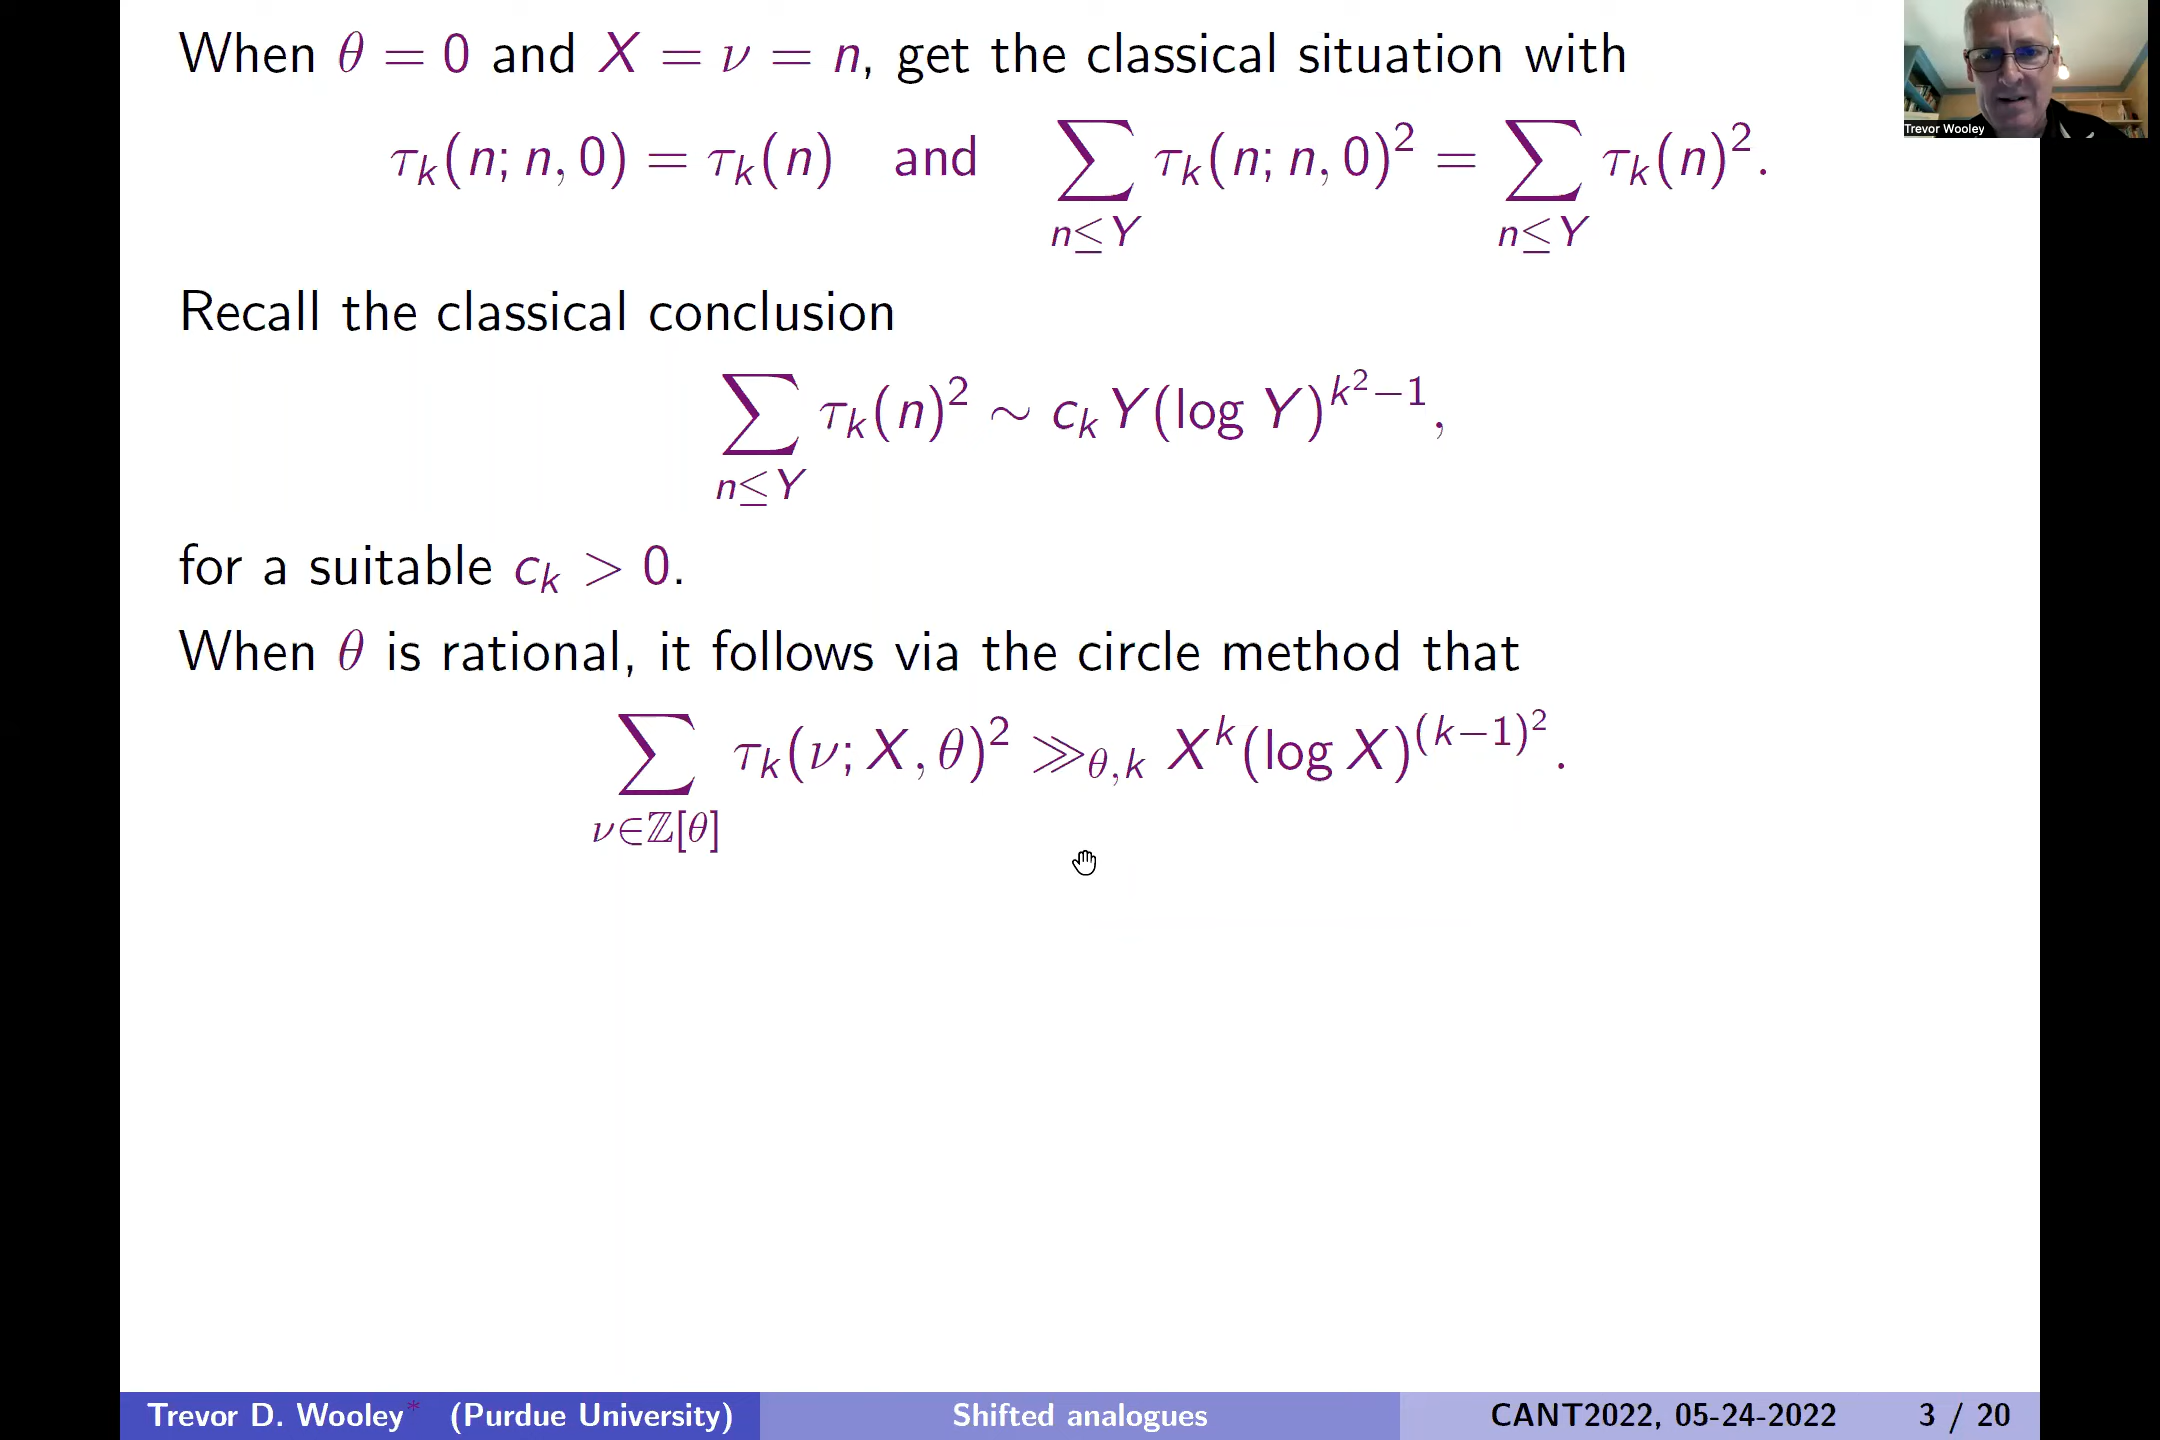 When θ = 0 and X = ν = n, get the classical situation with
Trevor Wooley
τ_k(n; n, 0) = τ_k(n) and ∑_{n≤Y} τ_k(n; n, 0)² = ∑_{n≤Y} τ_k(n)².
Recall the classical conclusion
∑_{n≤Y} τ_k(n)² ∼ c_k Y(log Y)^{k²−1},
for a suitable c_k > 0.
When θ is rational, it follows via the circle method that
∑_{ν∈ℤ[θ]} τ_k(ν; X, θ)² ≫_{θ,k} X^k(log X)^{(k−1)²}.
Trevor D. Wooley* (Purdue University) Shifted analogues CANT2022, 05-24-2022 3 / 20